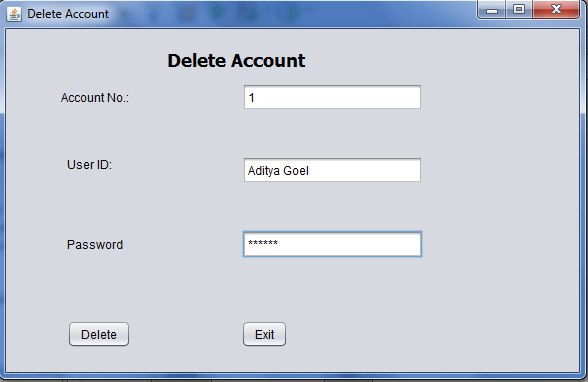 Delete Account
Delete Account
Account No.: 1
User ID: Aditya Goel
Password ******
Delete Exit